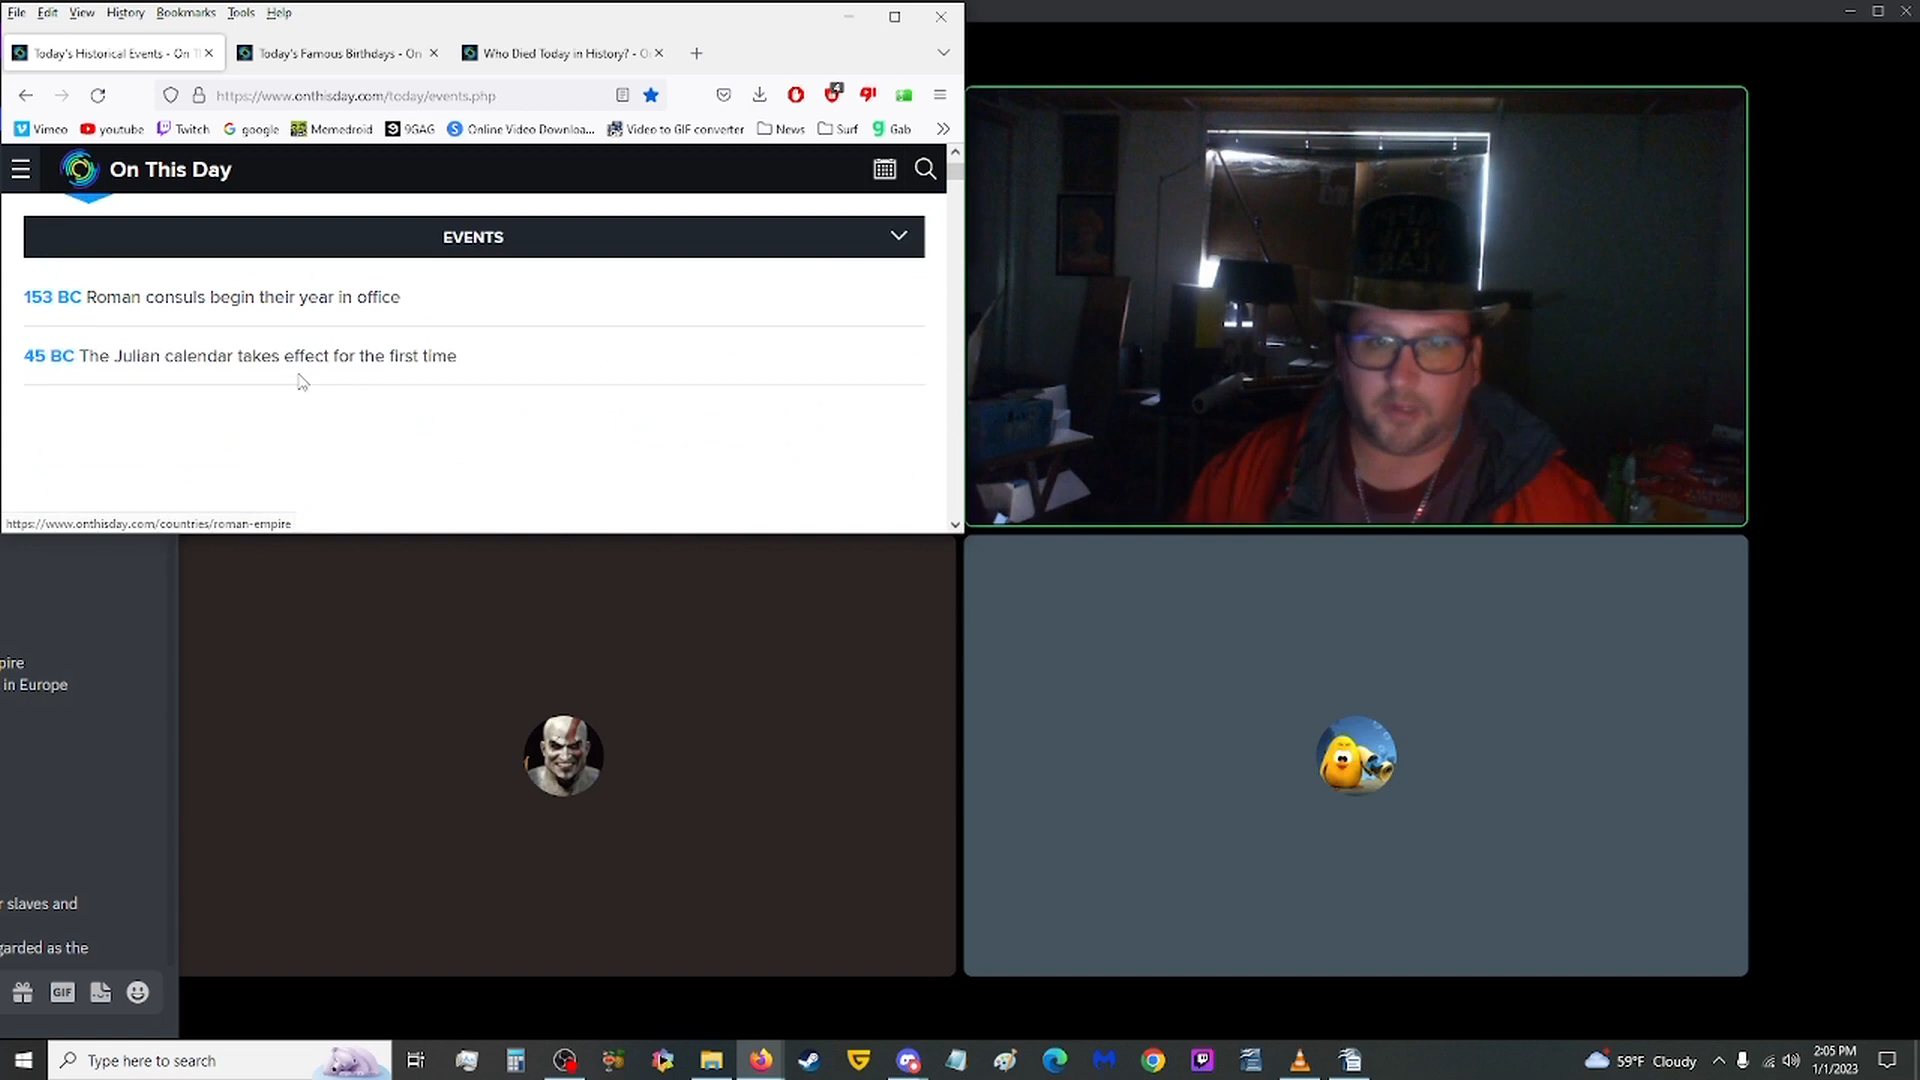 File Edit View History Bookmarks Tools Help
Today's Historical Events - On T
Today's Famous Birthdays - On
Who Died Today in History? - O
https://www.onthisday.com/today/events.php
4
Vimeo youtube Twitch google Memedroid 9GAG Online Video Downloa... Video to GIF converter News Surf Gab
On This Day
EVENTS
153 BC Roman consuls begin their year in office
45 BC The Julian calendar takes effect for the first time
https://www.onthisday.com/countries/roman-empire
HAPPY
NEW
YEAR
pire
in Europe
r slaves and
garded as the
GIF
Type here to search
59°F Cloudy
2:05 PM
1/1/2023